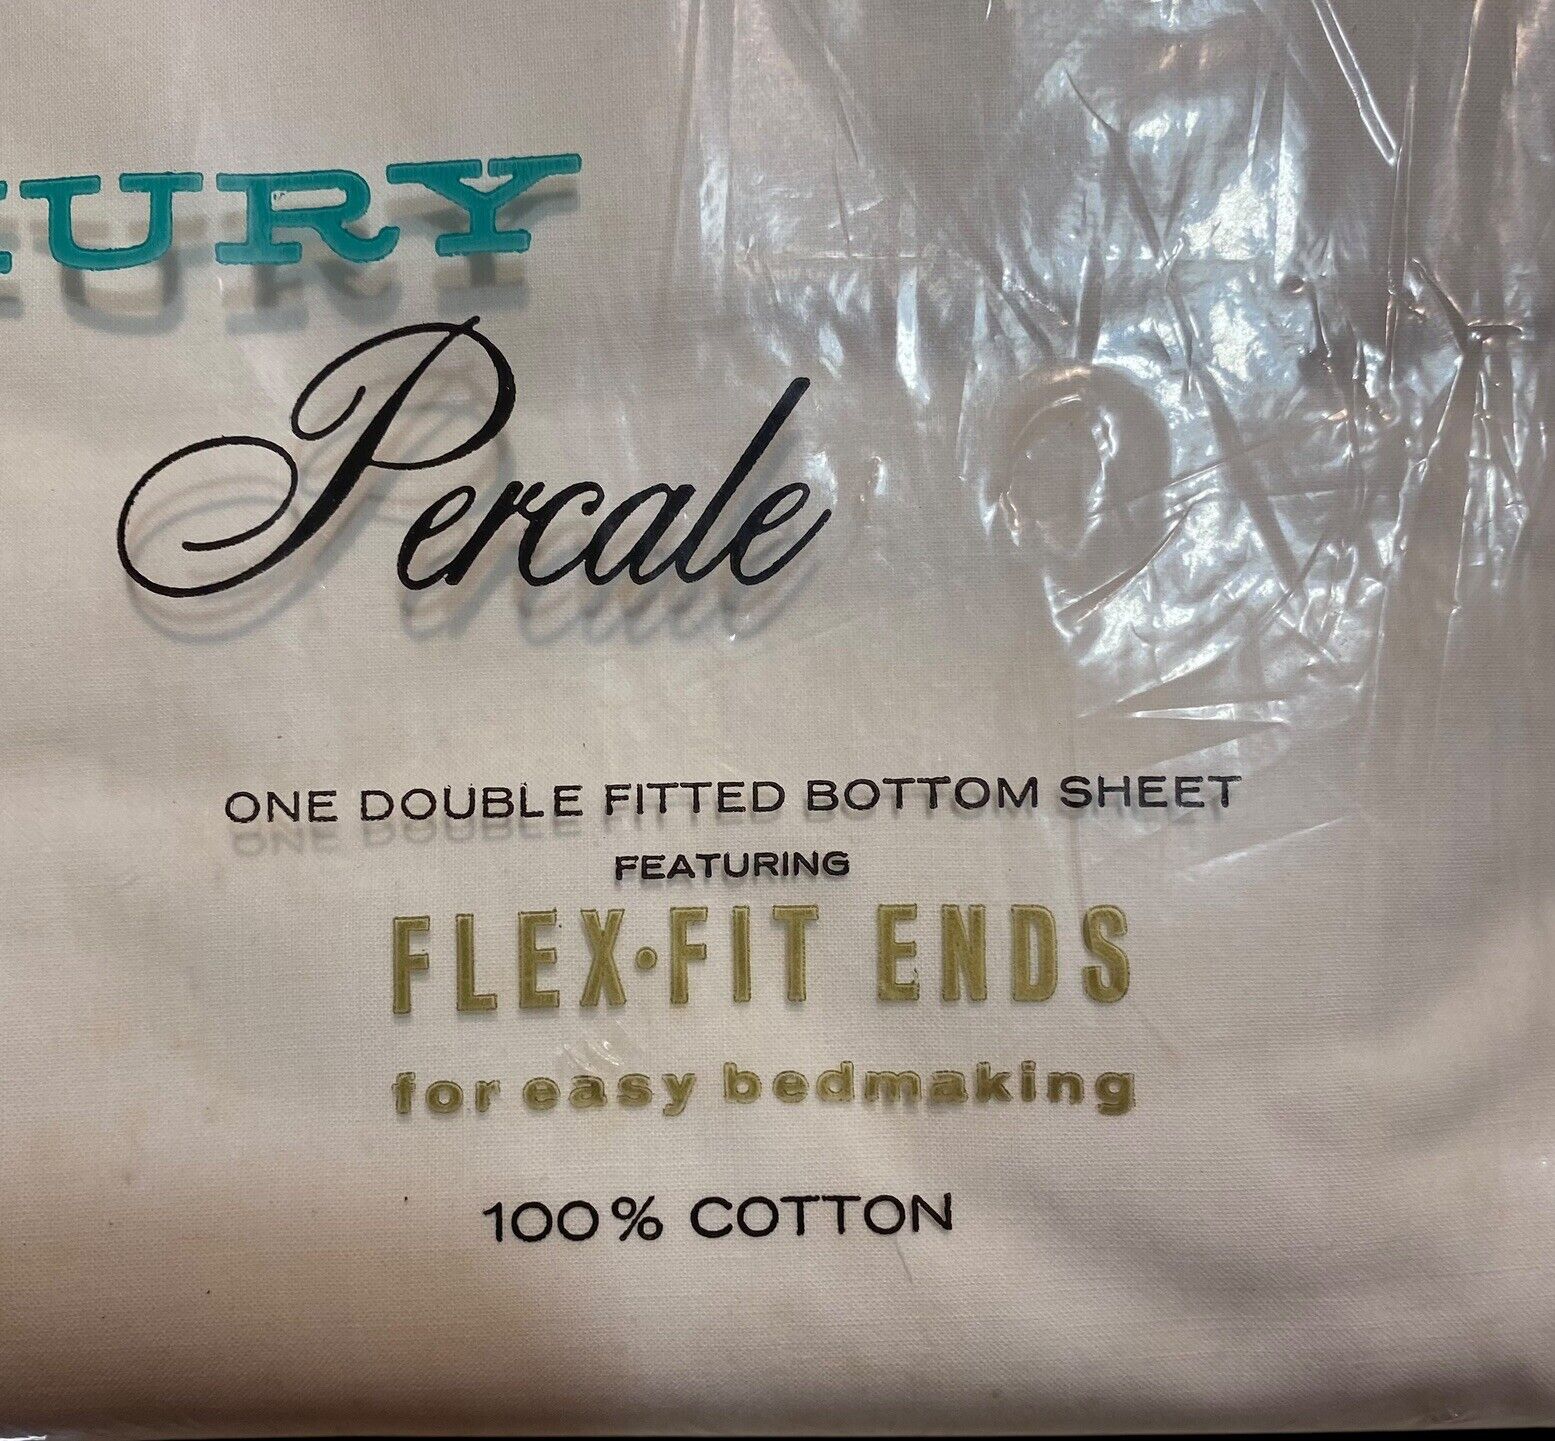 URY
Percale
ONE DOUBLE FITTED BOTTOM SHEET
FEATURING
FLEX·FIT ENDS
for easy bedmaking
100% COTTON